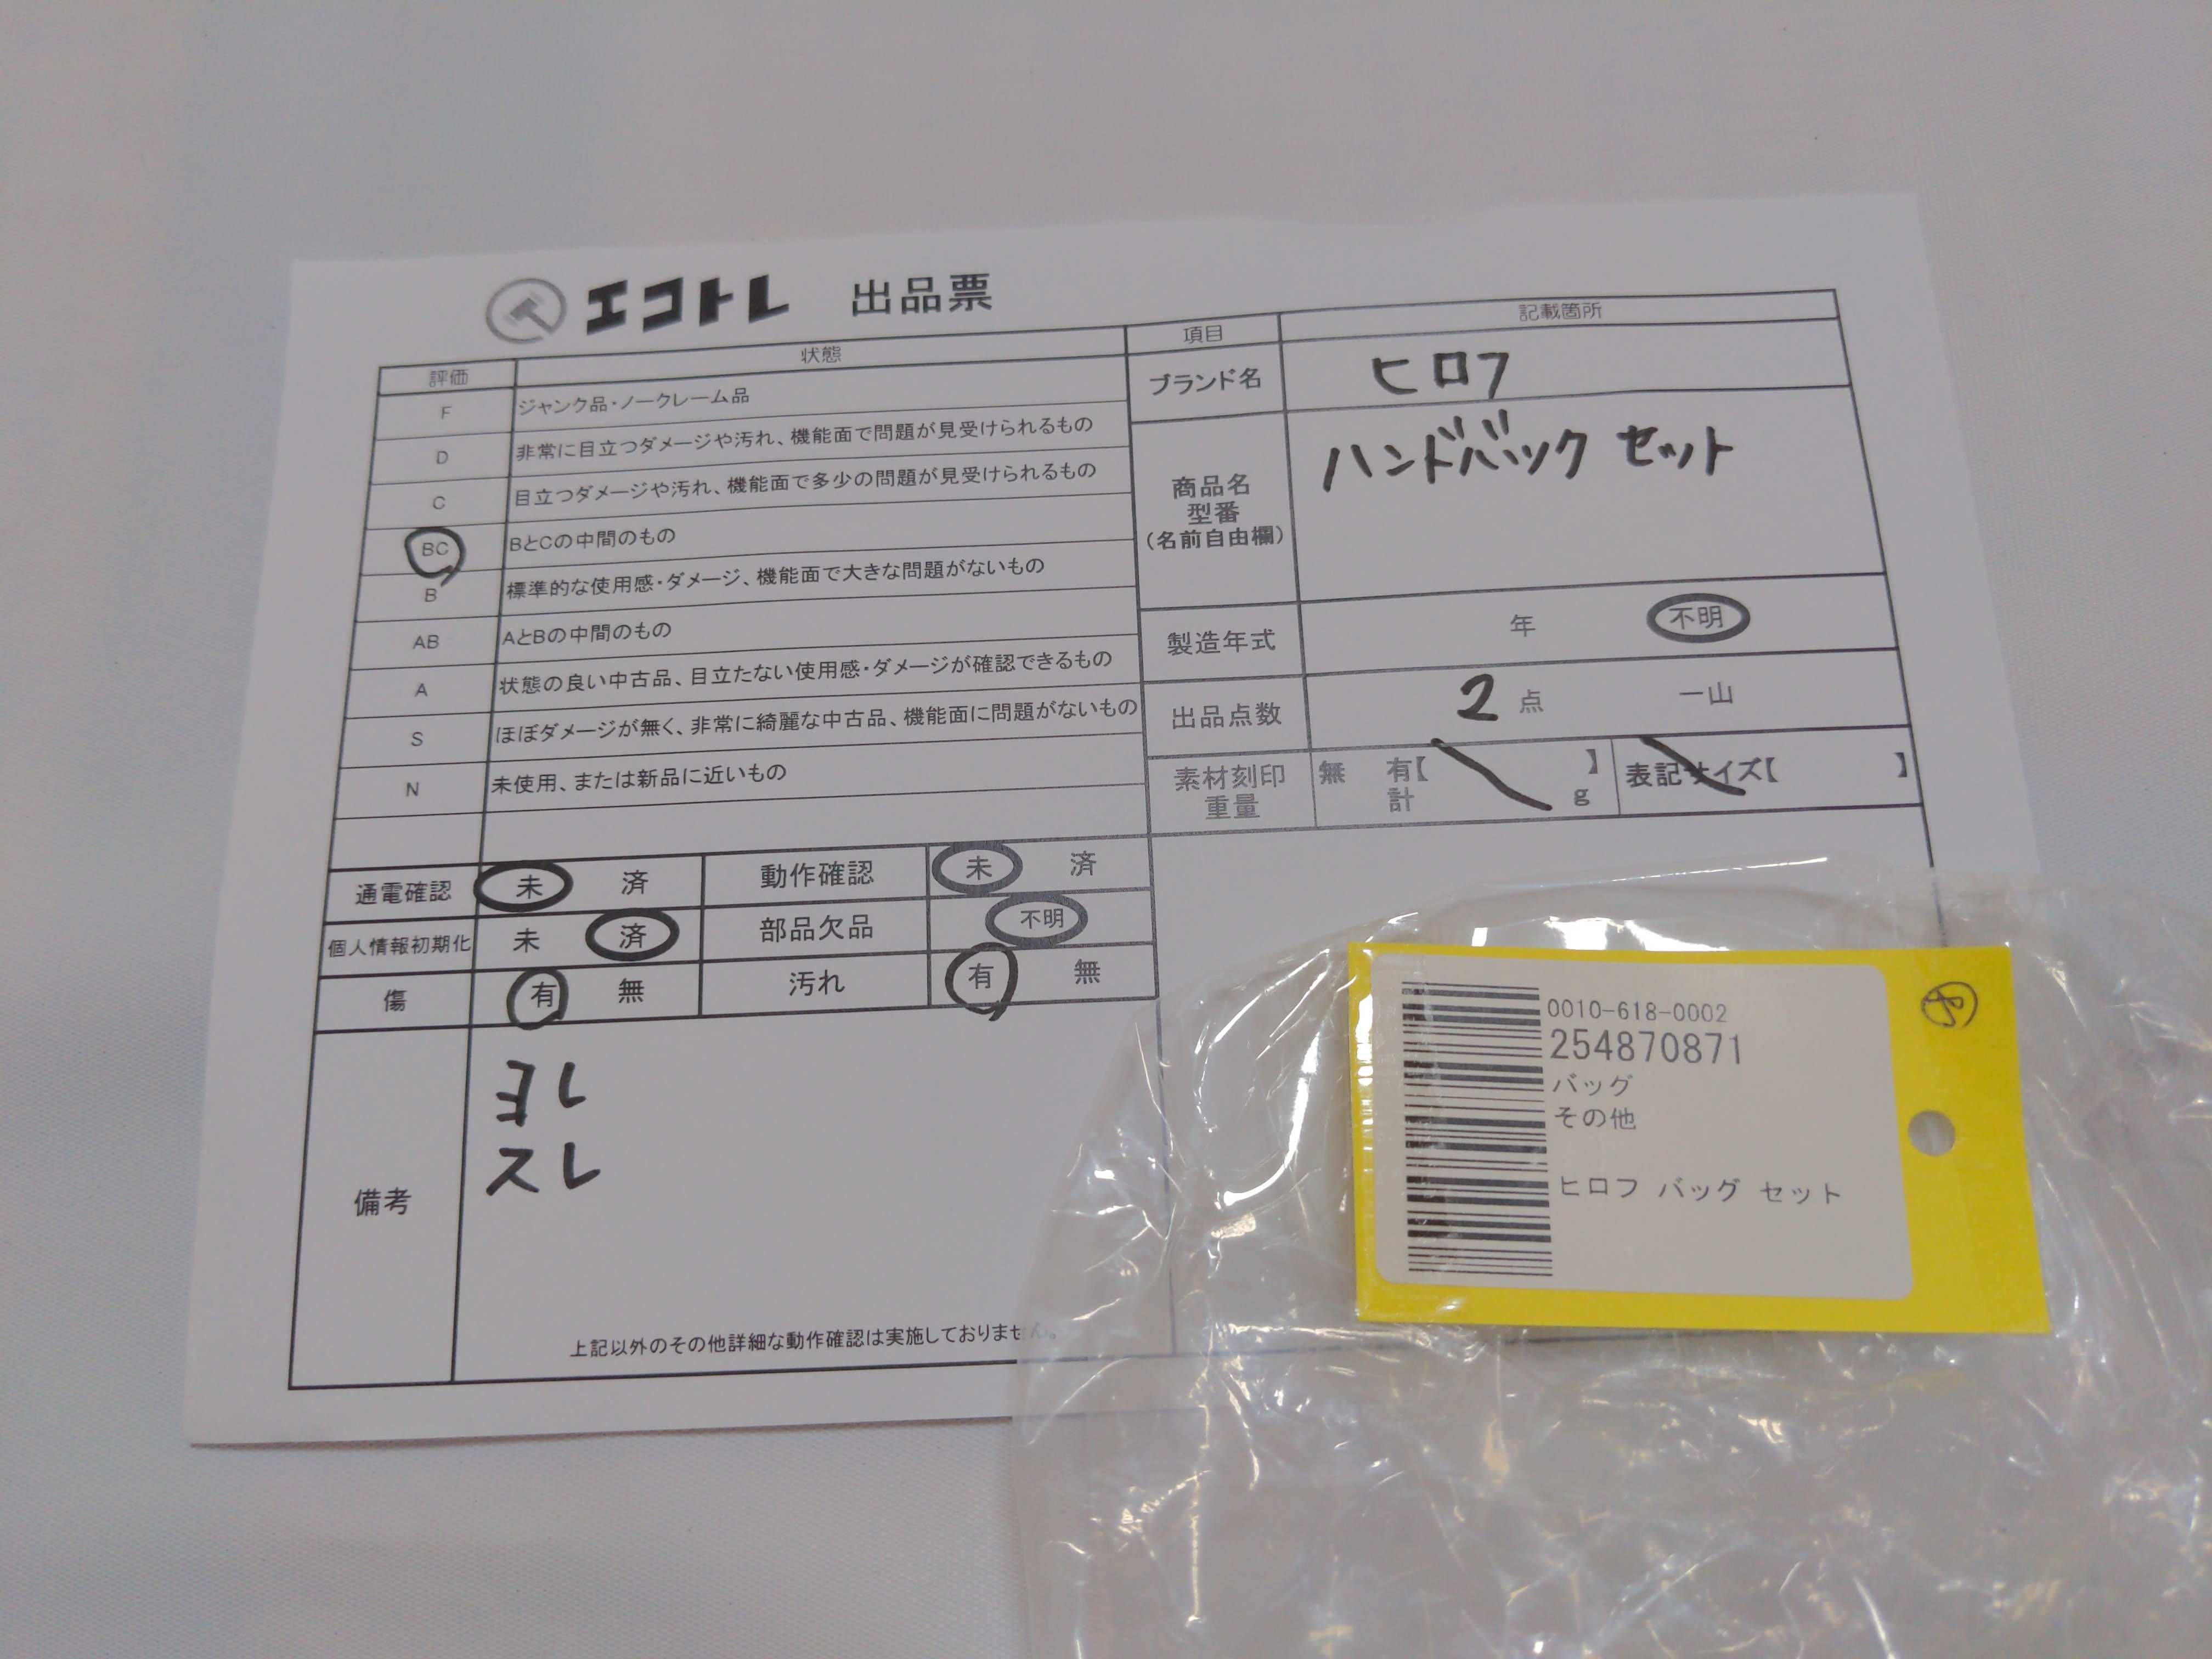 エコトレ 出品票
評価 状態
F ジャンク品・ノークレーム品
D 非常に目立つダメージや汚れ、機能面で問題が見受けられるもの
C 目立つダメージや汚れ、機能面で多少の問題が見受けられるもの
BC BとCの中間のもの
B 標準的な使用感・ダメージ、機能面で大きな問題がないもの
AB AとBの中間のもの
A 状態の良い中古品、目立たない使用感・ダメージが確認できるもの
S ほぼダメージが無く、非常に綺麗な中古品、機能面に問題がないもの
N 未使用、または新品に近いもの
項目 記載箇所
ブランド名 ヒロフ
商品名
型番
(名前自由欄)
ハンドバック セット
製造年式 年 不明
出品点数 2 点 一山
素材刻印
重量
無 有【 】
計 g
表記サイズ【 】
通電確認 未 済 動作確認 未 済
個人情報初期化 未 済 部品欠品 不明
傷 有 無 汚れ 有 無
備考
ヨレ
スレ
上記以外のその他詳細な動作確認は実施しておりません。
0010-618-0002
254870871
バッグ
その他
ヒロフ バッグ セット